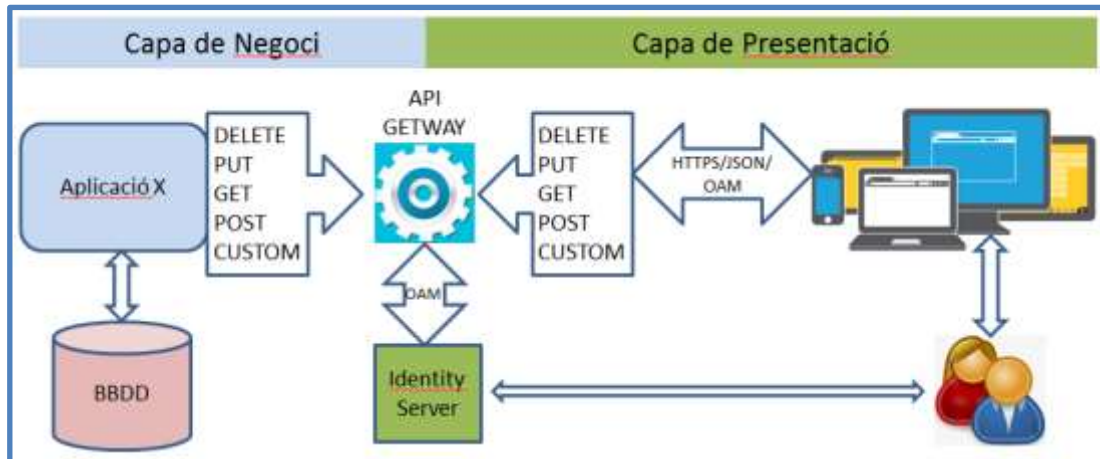 Capa de Negoci
Capa de Presentació
API
GETWAY
Aplicació X
DELETE
PUT
GET
POST
CUSTOM
DELETE
PUT
GET
POST
CUSTOM
HTTPS/JSON/
OAM
OAM
BBDD
Identity
Server